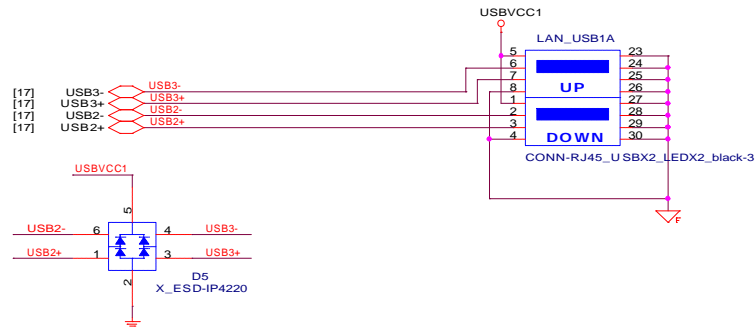 USBVCC1
LAN_USB1A
5 23
6 24
7 25
8 26
UP
1 27
2 28
3 29
4 30
DOWN
CONN-RJ45_USBX2_LEDX2_black-3
[17] USB3- USB3-
[17] USB3+ USB3+
[17] USB2- USB2-
[17] USB2+ USB2+
F
USBVCC1
5
USB2- 6 4 USB3-
USB2+ 1 3 USB3+
2
D5
X_ESD-IP4220